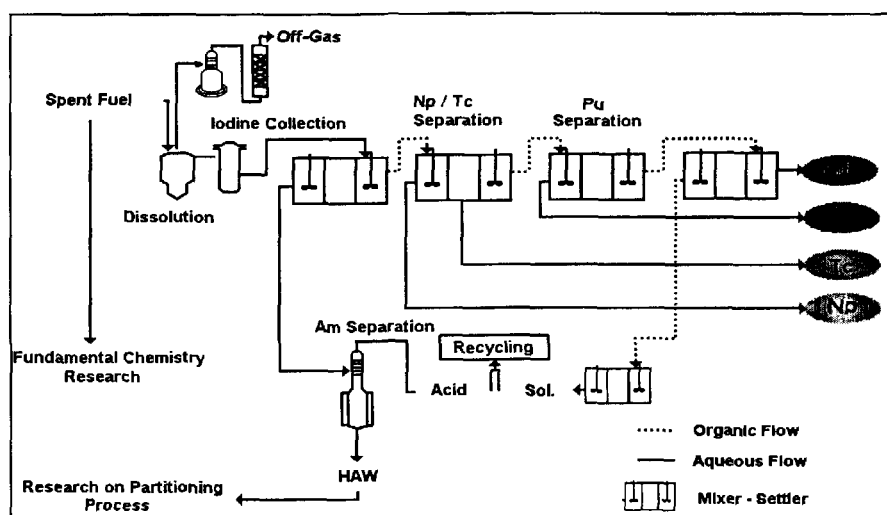 Off-Gas
Spent Fuel
Iodine Collection
Np / Tc
Separation
Pu
Separation
Dissolution
Tc
Np
Am Separation
Recycling
Fundamental Chemistry
Research
Acid
Sol.
Organic Flow
Aqueous Flow
HAW
Research on Partitioning
Process
Mixer - Settler